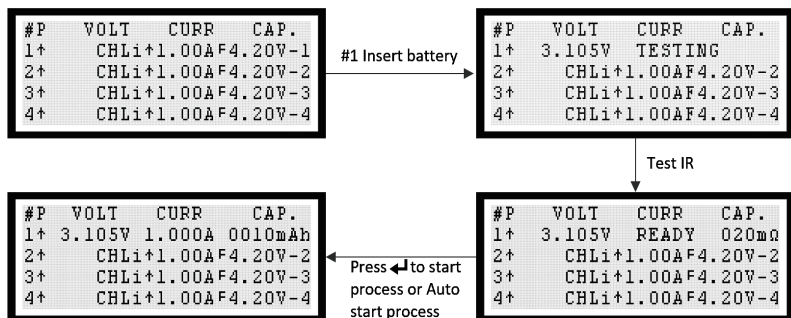 #P VOLT CURR CAP.
1↑ CHLi↑1.00AF4.20V-1
2↑ CHLi↑1.00AF4.20V-2
3↑ CHLi↑1.00AF4.20V-3
4↑ CHLi↑1.00AF4.20V-4
#1 Insert battery
#P VOLT CURR CAP.
1↑ 3.105V TESTING
2↑ CHLi↑1.00AF4.20V-2
3↑ CHLi↑1.00AF4.20V-3
4↑ CHLi↑1.00AF4.20V-4
Test IR
#P VOLT CURR CAP.
1↑ 3.105V READY 020mΩ
2↑ CHLi↑1.00AF4.20V-2
3↑ CHLi↑1.00AF4.20V-3
4↑ CHLi↑1.00AF4.20V-4
Press ↵ to start
process or Auto
start process
#P VOLT CURR CAP.
1↑ 3.105V 1.000A 0010mAh
2↑ CHLi↑1.00AF4.20V-2
3↑ CHLi↑1.00AF4.20V-3
4↑ CHLi↑1.00AF4.20V-4